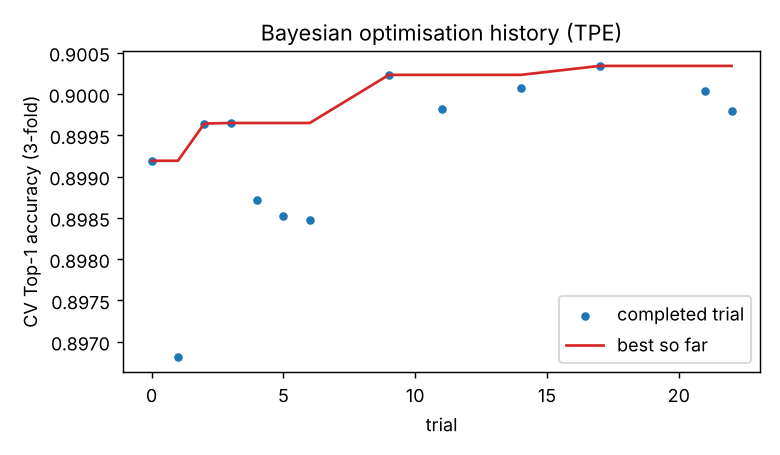 Bayesian optimisation history (TPE)
CV Top-1 accuracy (3-fold)
0.9005
0.9000
0.8995
0.8990
0.8985
0.8980
0.8975
0.8970
completed trial
best so far
0 5 10 15 20
trial